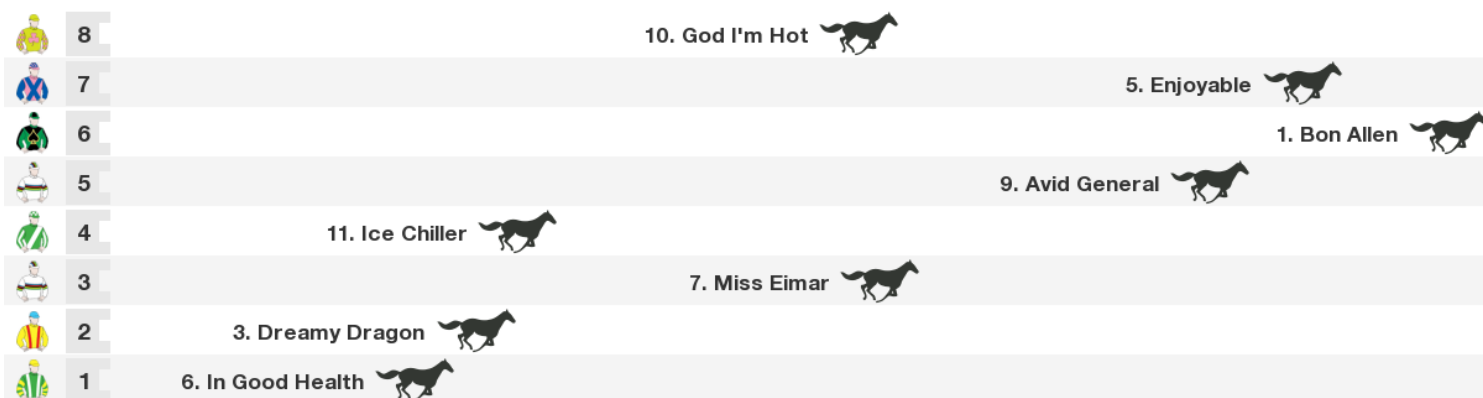 8 10. God I'm Hot
7 5. Enjoyable
6 1. Bon Allen
5 9. Avid General
4 11. Ice Chiller
3 7. Miss Eimar
2 3. Dreamy Dragon
1 6. In Good Health